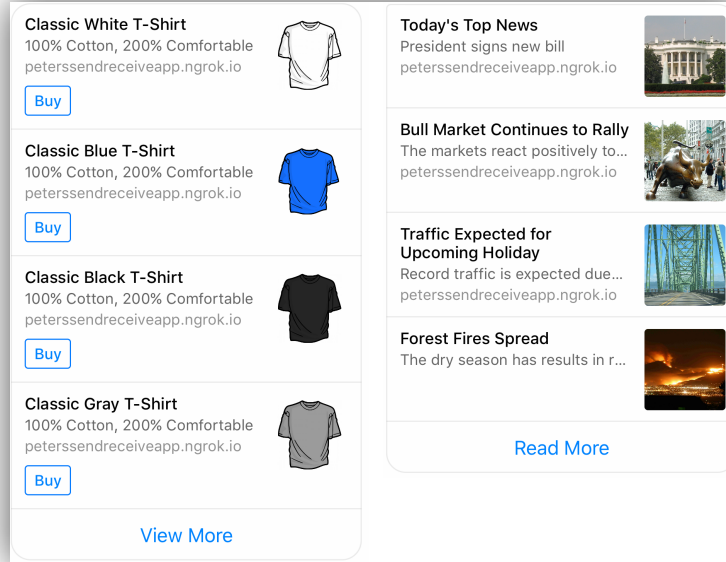 Classic White T-Shirt
100% Cotton, 200% Comfortable
peterssendreceiveapp.ngrok.io
Buy
Classic Blue T-Shirt
100% Cotton, 200% Comfortable
peterssendreceiveapp.ngrok.io
Buy
Classic Black T-Shirt
100% Cotton, 200% Comfortable
peterssendreceiveapp.ngrok.io
Buy
Classic Gray T-Shirt
100% Cotton, 200% Comfortable
peterssendreceiveapp.ngrok.io
Buy
View More
Today's Top News
President signs new bill
peterssendreceiveapp.ngrok.io
Bull Market Continues to Rally
The markets react positively to...
peterssendreceiveapp.ngrok.io
Traffic Expected for
Upcoming Holiday
Record traffic is expected due...
peterssendreceiveapp.ngrok.io
Forest Fires Spread
The dry season has results in r...
Read More